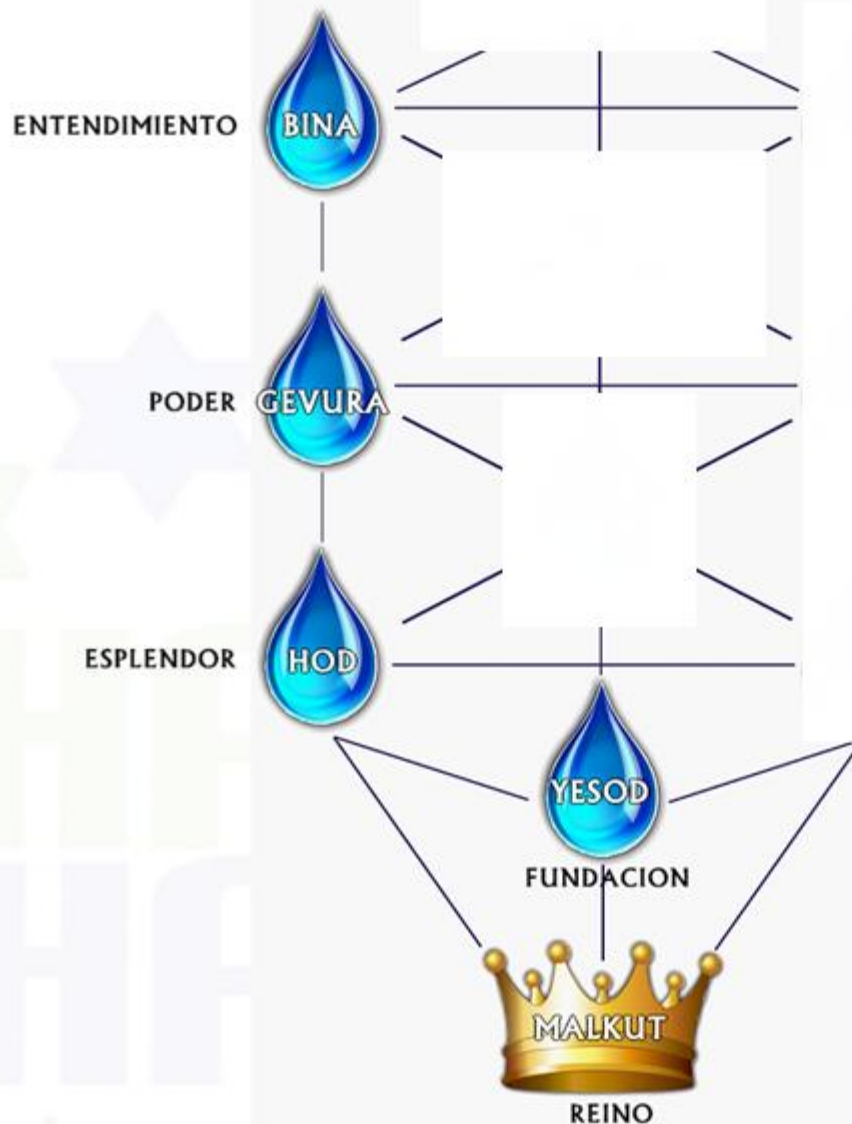 ENTENDIMIENTO BINA
PODER GEVURA
ESPLENDOR HOD
YESOD
FUNDACION
MALKUT
REINO